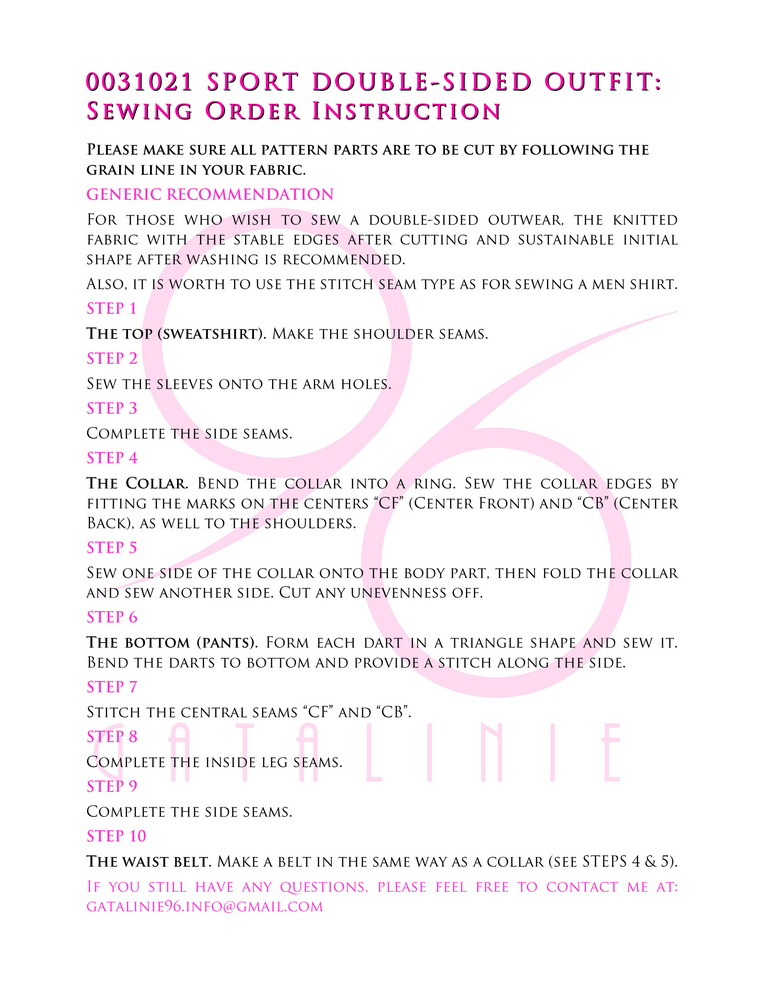 0031021 SPORT DOUBLE-SIDED OUTFIT:
SEWING ORDER INSTRUCTION
PLEASE MAKE SURE ALL PATTERN PARTS ARE TO BE CUT BY FOLLOWING THE
GRAIN LINE IN YOUR FABRIC.
GENERIC RECOMMENDATION
FOR THOSE WHO WISH TO SEW A DOUBLE-SIDED OUTWEAR, THE KNITTED
FABRIC WITH THE STABLE EDGES AFTER CUTTING AND SUSTAINABLE INITIAL
SHAPE AFTER WASHING IS RECOMMENDED.
ALSO, IT IS WORTH TO USE THE STITCH SEAM TYPE AS FOR SEWING A MEN SHIRT.
STEP 1
THE TOP (SWEATSHIRT). MAKE THE SHOULDER SEAMS.
STEP 2
SEW THE SLEEVES ONTO THE ARM HOLES.
STEP 3
COMPLETE THE SIDE SEAMS.
STEP 4
THE COLLAR. BEND THE COLLAR INTO A RING. SEW THE COLLAR EDGES BY
FITTING THE MARKS ON THE CENTERS “CF” (CENTER FRONT) AND “CB” (CENTER
BACK), AS WELL TO THE SHOULDERS.
STEP 5
SEW ONE SIDE OF THE COLLAR ONTO THE BODY PART, THEN FOLD THE COLLAR
AND SEW ANOTHER SIDE. CUT ANY UNEVENNESS OFF.
STEP 6
THE BOTTOM (PANTS). FORM EACH DART IN A TRIANGLE SHAPE AND SEW IT.
BEND THE DARTS TO BOTTOM AND PROVIDE A STITCH ALONG THE SIDE.
STEP 7
STITCH THE CENTRAL SEAMS “CF” AND “CB”.
STEP 8
COMPLETE THE INSIDE LEG SEAMS.
STEP 9
COMPLETE THE SIDE SEAMS.
STEP 10
THE WAIST BELT. MAKE A BELT IN THE SAME WAY AS A COLLAR (SEE STEPS 4 & 5).
IF YOU STILL HAVE ANY QUESTIONS, PLEASE FEEL FREE TO CONTACT ME AT:
GATALINIE96.INFO@GMAIL.COM
96
GATALINIE